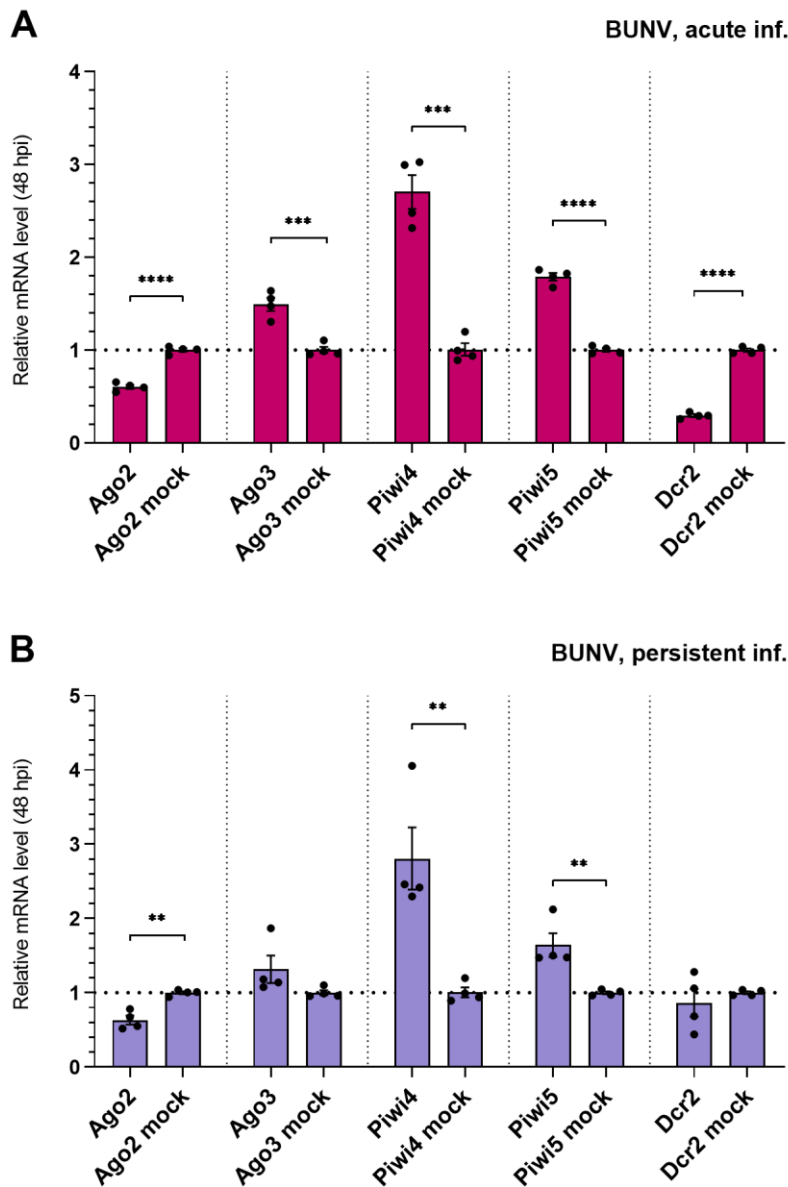 A
BUNV, acute inf.
Relative mRNA level (48 hpi)
4
3
2
1
0
****
***
***
****
****
Ago2
Ago2 mock
Ago3
Ago3 mock
Piwi4
Piwi4 mock
Piwi5
Piwi5 mock
Dcr2
Dcr2 mock
B
BUNV, persistent inf.
Relative mRNA level (48 hpi)
5
4
3
2
1
0
**
**
**
Ago2
Ago2 mock
Ago3
Ago3 mock
Piwi4
Piwi4 mock
Piwi5
Piwi5 mock
Dcr2
Dcr2 mock